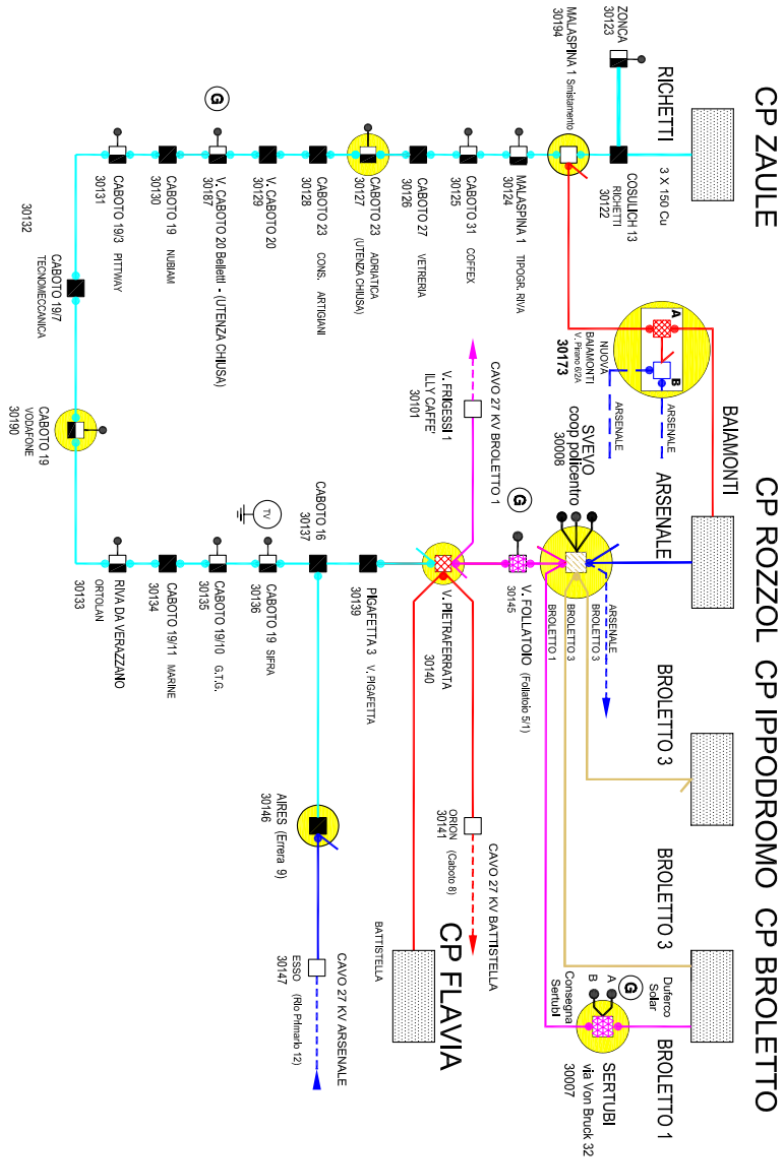 CP ZAULE
CP ROZZOL
CP IPPODROMO
CP BROLETTO
RICHETTI
3 X 150 Cu
ZONCA
30123
COSULICH 13
RICHETTI
30122
MALASPINA 1 Smistamento
30194
MALASPINA 1 TIPOGR. RIVA
30124
CABOTO 31 COFFEX
30125
CABOTO 27 VETRERIA
30126
CABOTO 23 ADRIATICA
30127 (UTENZA CHIUSA)
CABOTO 23 CONS. ARTIGIANI
30128
V. CABOTO 20
30129
G
V. CABOTO 20 Belletti - (UTENZA CHIUSA)
30187
CABOTO 19 NUBIAM
30130
CABOTO 19/3 PITTWAY
30131
30132
CABOTO 19/7
TECNOMECCANICA
CABOTO 19
VODAFONE
30190
RIVA DA VERAZZANO
ORTOLAN
30133
CABOTO 19/11 MARINE
30134
CABOTO 19/10 G.T.G.
30135
TV
CABOTO 19 SIFRA
30136
CABOTO 16
30137
PIGAFETTA 3 V. PIGAFETTA
30139
V. PIETRAFERRATA
30140
CAVO 27 KV BROLETTO 1
V. FRIGESSI 1
ILLY CAFFE'
30101
G
V. FOLLATOIO (Follatoio 5/1)
30145
SVEVO
coop policentro
30008
A
B
NUOVA
BAIAMONTI
V. Pirano 6/2A
30173
ARSENALE
ARSENALE
BAIAMONTI
ARSENALE
ARSENALE
BROLETTO 3
BROLETTO 3
BROLETTO 1
BROLETTO 3
BROLETTO 3
BROLETTO 1
Duferco
Solar
G
A
B
Consegna
Sertubi
SERTUBI
via Von Bruck 32
30007
CAVO 27 KV BATTISTELLA
ORION (Caboto 8)
30141
CP FLAVIA
BATTISTELLA
AIRES (Errera 9)
30146
CAVO 27 KV ARSENALE
ESSO (Rio Primario 12)
30147